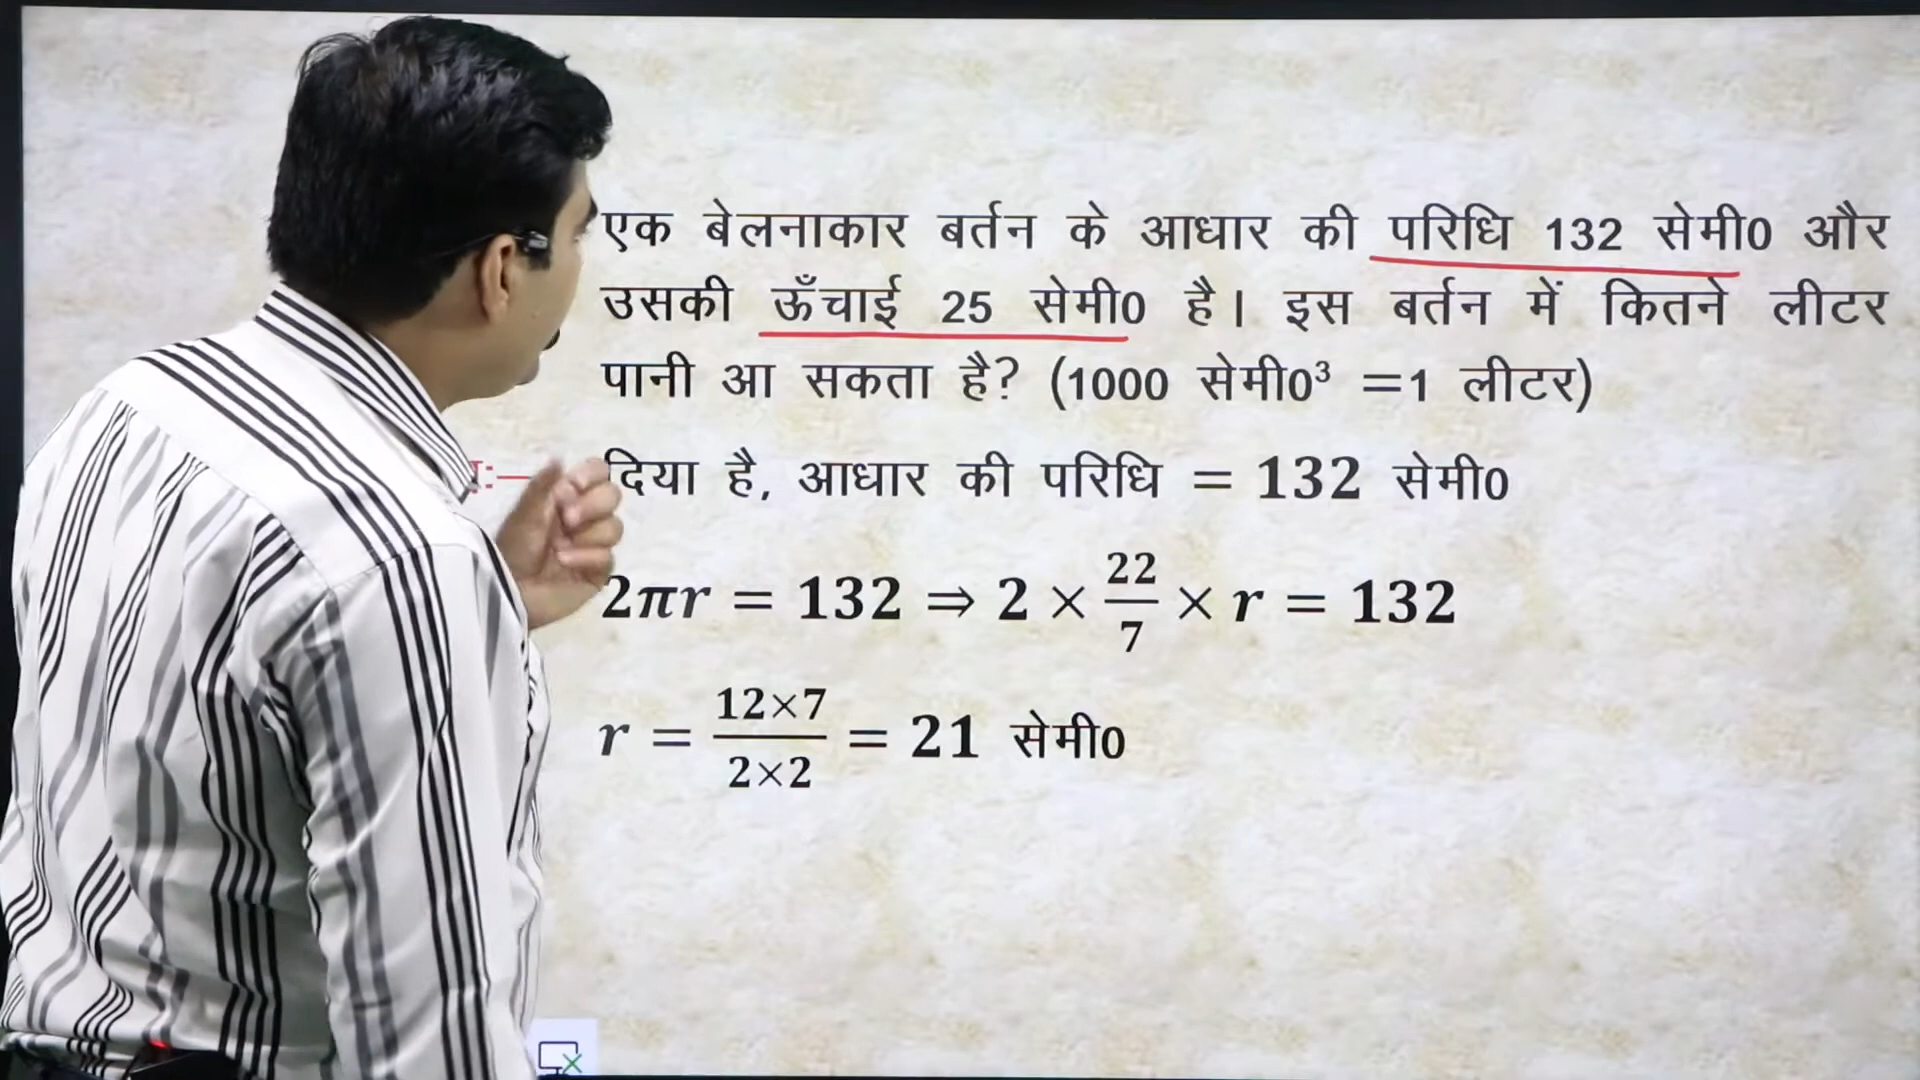 एक बेलनाकार बर्तन के आधार की परिधि 132 सेमी0 और
उसकी ऊँचाई 25 सेमी0 है। इस बर्तन में कितने लीटर
पानी आ सकता है? (1000 सेमी0³ =1 लीटर)
दिया है, आधार की परिधि = 132 सेमी0
2πr = 132 ⇒ 2 × 22/7 × r = 132
r = 12×7/2×2 = 21 सेमी0